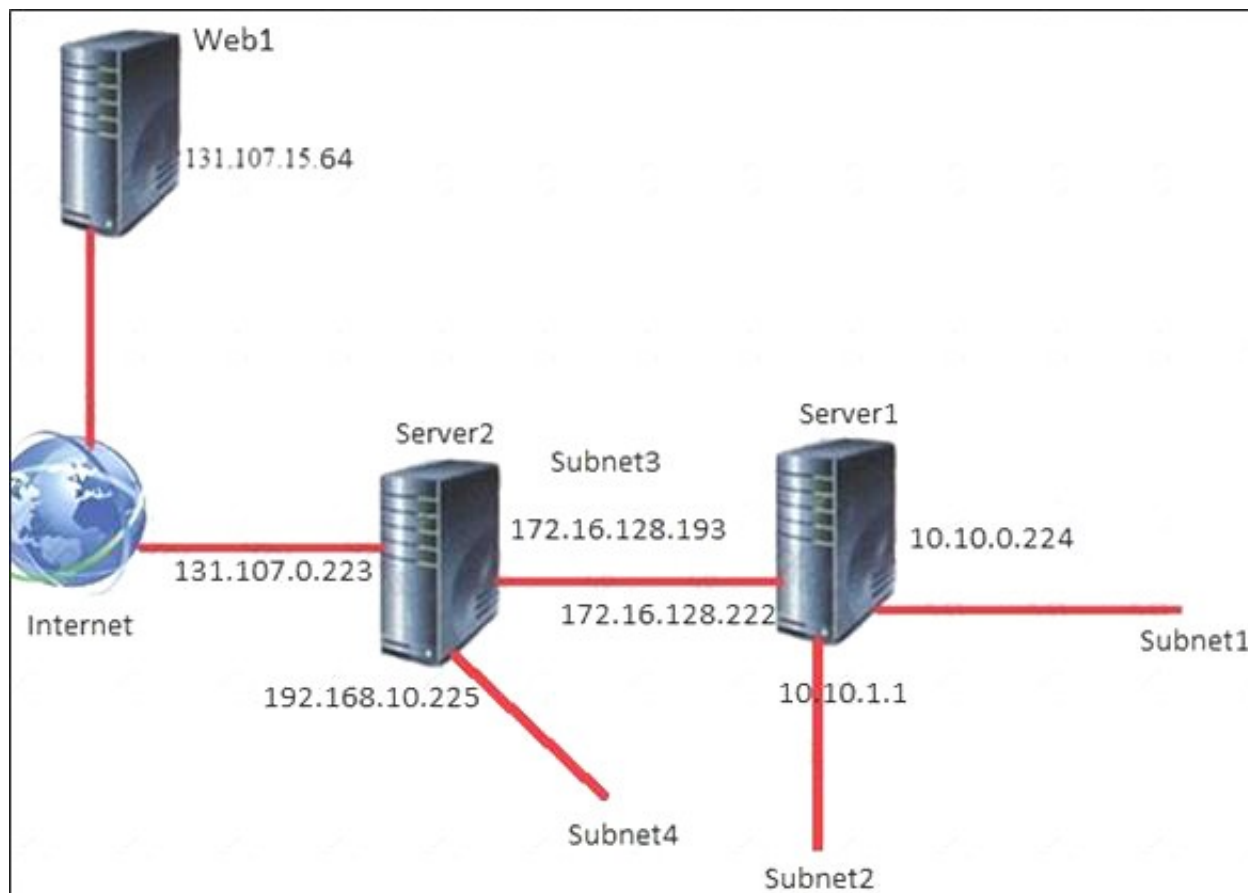 Web1
131.107.15.64
Server1
Server2
Subnet3
172.16.128.193
10.10.0.224
131.107.0.223
172.16.128.222
Internet
Subnet1
192.168.10.225
10.10.1.1
Subnet4
Subnet2